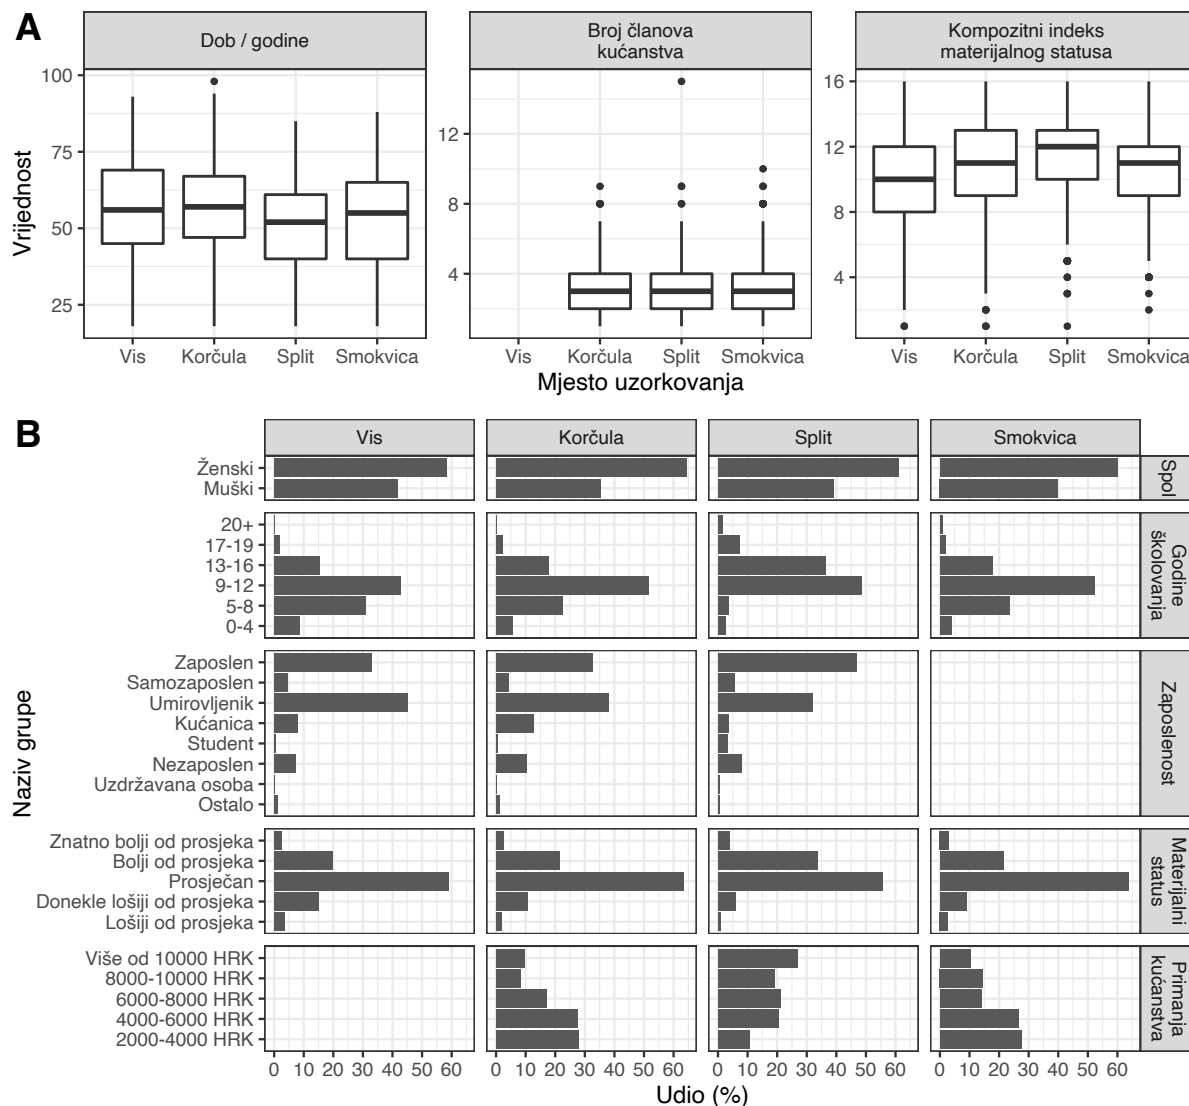 A
Dob / godine
Broj članova
kućanstva
Kompozitni indeks
materijalnog statusa
Vrijednost
100
75
50
25
12
8
4
16
12
8
4
Vis Korčula Split Smokvica
Vis Korčula Split Smokvica
Vis Korčula Split Smokvica
Mjesto uzorkovanja
B
Vis Korčula Split Smokvica
Naziv grupe
Ženski
Muški
Spol
20+
17-19
13-16
9-12
5-8
0-4
Godine
školovanja
Zaposlen
Samozaposlen
Umirovljenik
Kućanica
Student
Nezaposlen
Uzdržavana osoba
Ostalo
Zaposlenost
Znatno bolji od prosjeka
Bolji od prosjeka
Prosječan
Donekle lošiji od prosjeka
Lošiji od prosjeka
Materijalni
status
Više od 10000 HRK
8000-10000 HRK
6000-8000 HRK
4000-6000 HRK
2000-4000 HRK
Primanja
kućanstva
0 10 20 30 40 50 60
0 10 20 30 40 50 60
0 10 20 30 40 50 60
0 10 20 30 40 50 60
Udio (%)